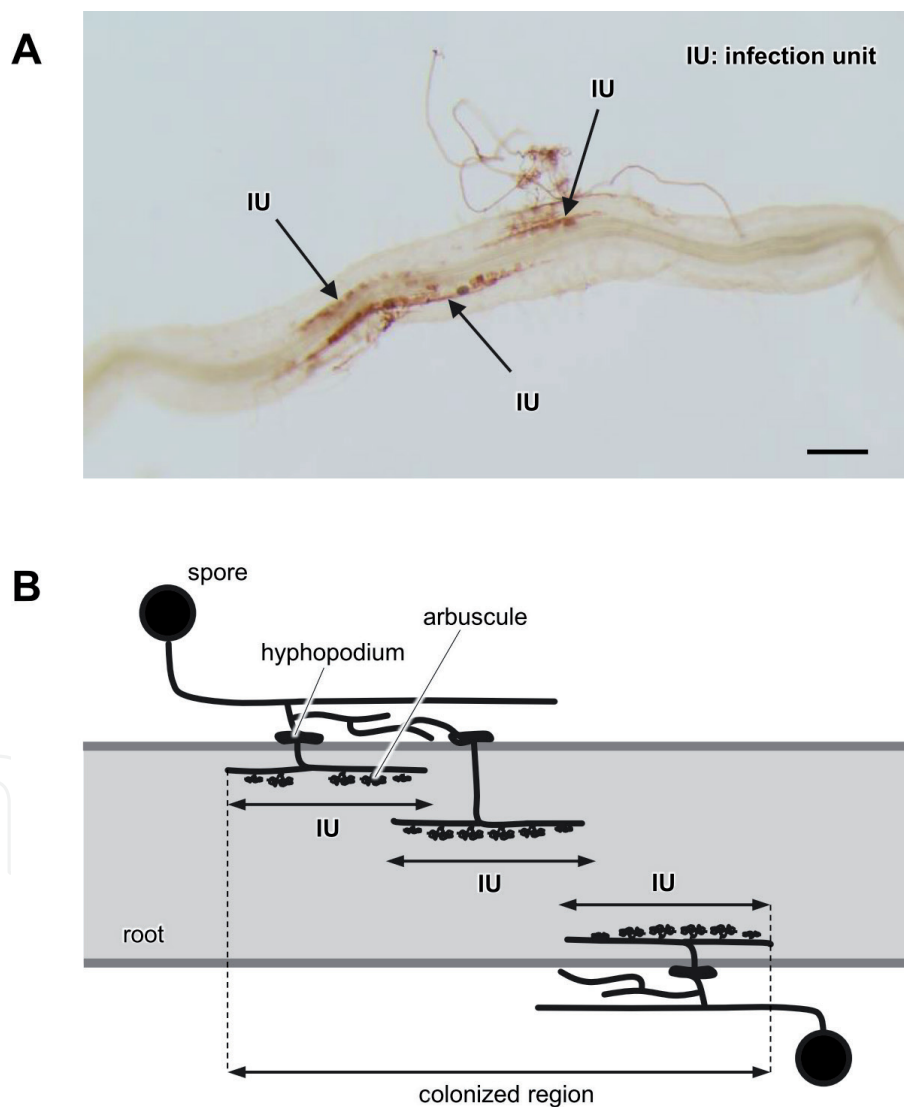 A
IU: infection unit
IU
IU
IU
B
spore
arbuscule
hyphopodium
IU
IU
IU
root
colonized region